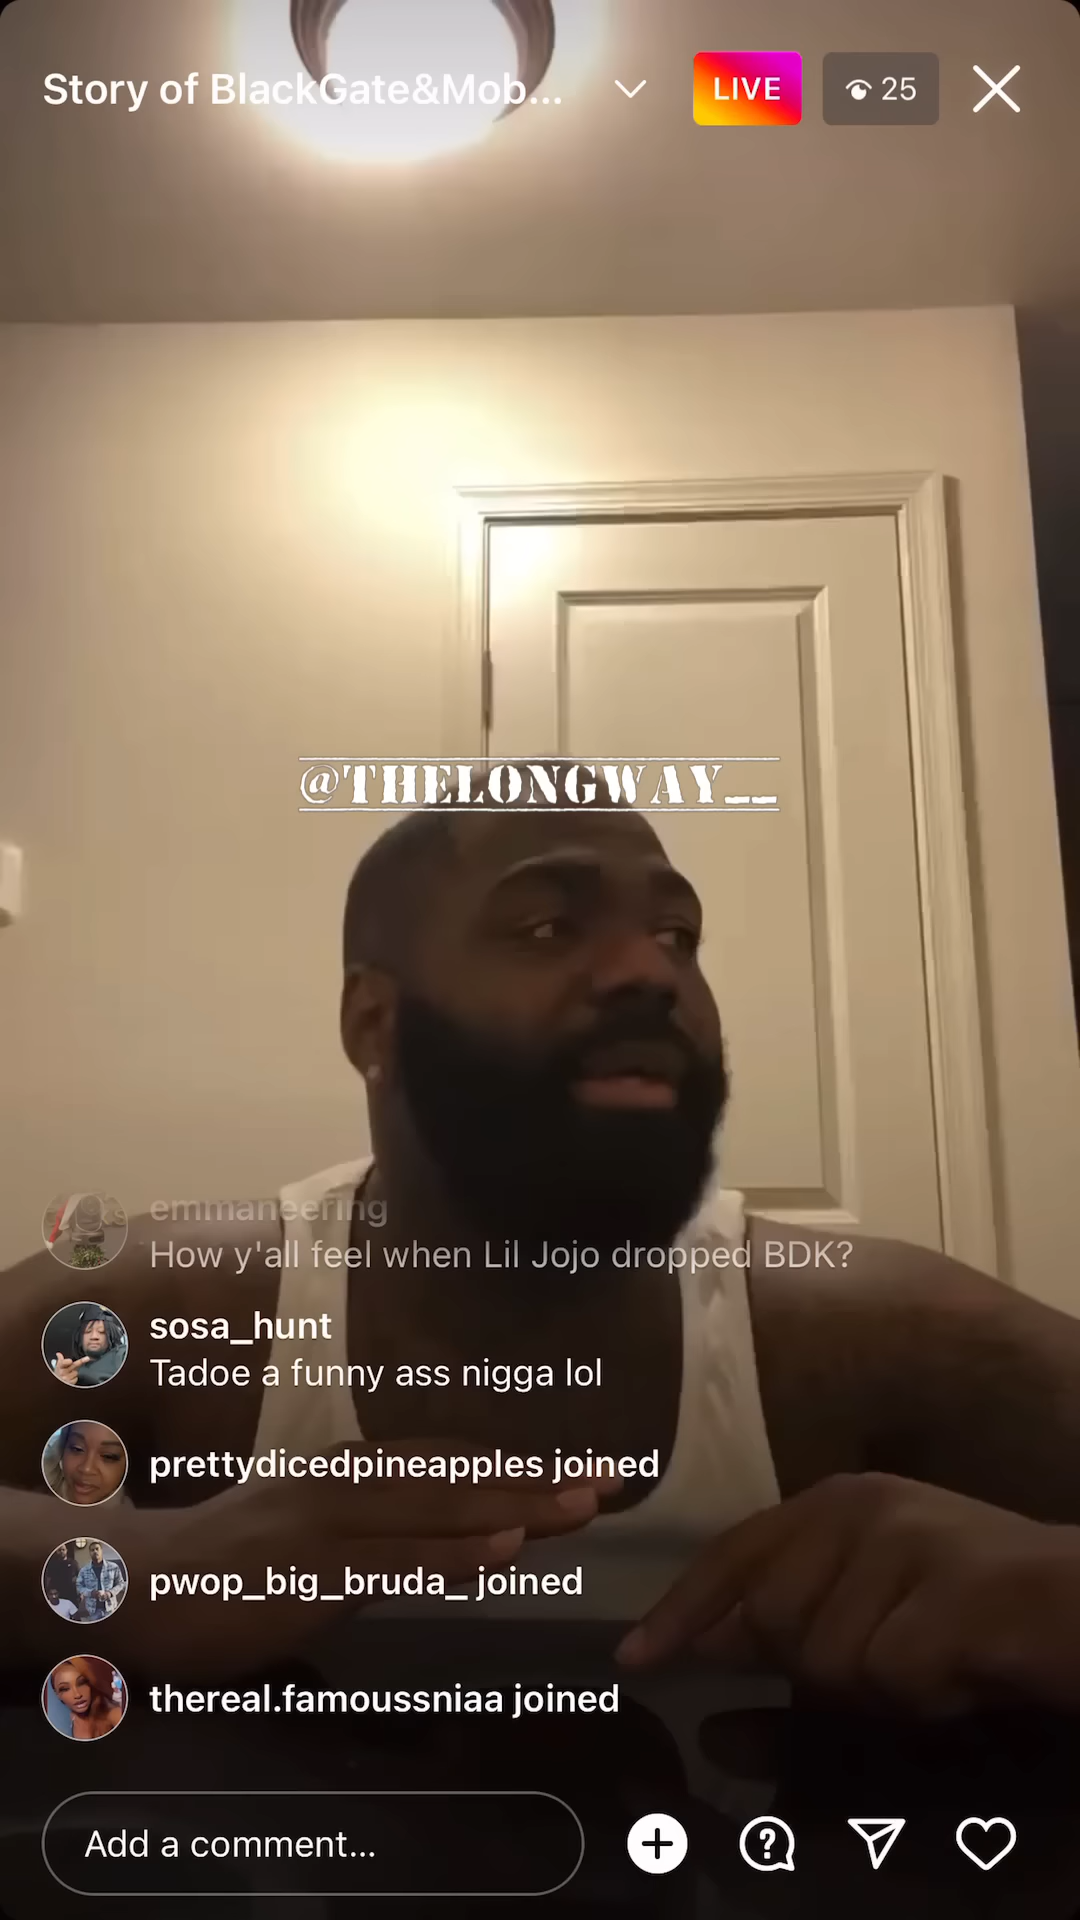 Story of BlackGate&Mob...
LIVE
25
@THELONGWAY__
emmaneering
How y'all feel when Lil Jojo dropped BDK?
sosa_hunt
Tadoe a funny ass nigga lol
prettydicedpineapples joined
pwop_big_bruda_ joined
thereal.famoussniaa joined
Add a comment...